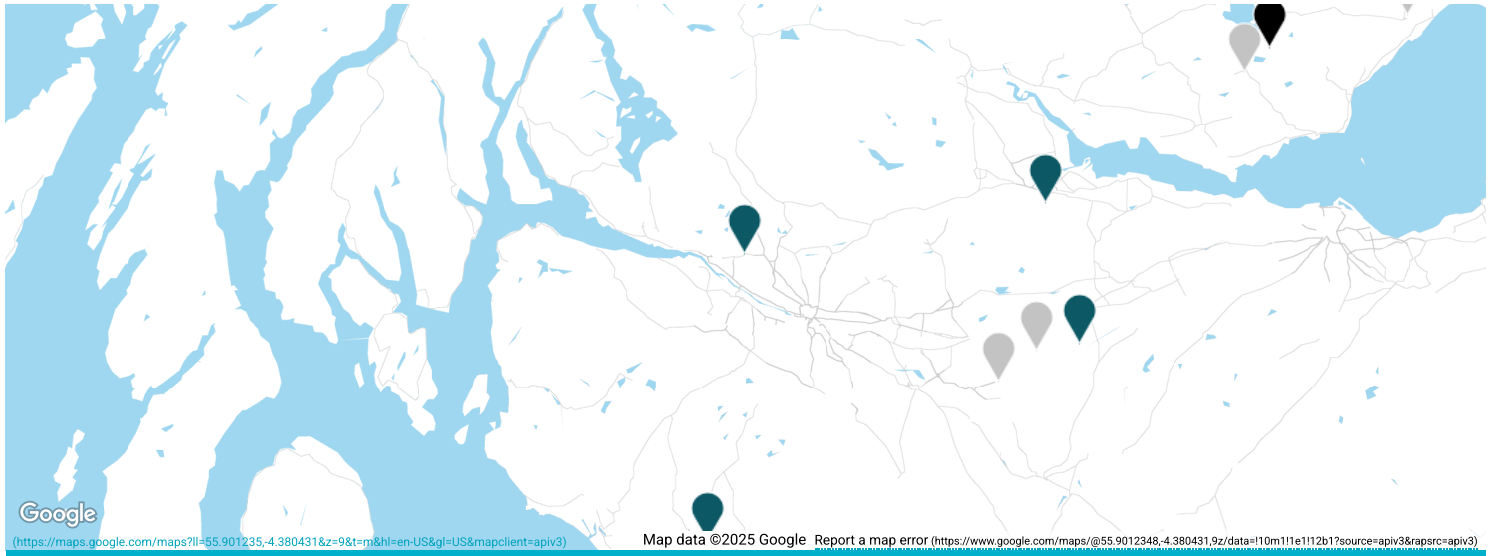 Google
(https://maps.google.com/maps?ll=55.901235,-4.380431&z=9&t=m&hl=en-US&gl=US&mapclient=apiv3)
Map data ©2025 Google Report a map error (https://www.google.com/maps/@55.9012348,-4.380431,9z/data=!10m1!1e1!12b1?source=apiv3&rapsrc=apiv3)